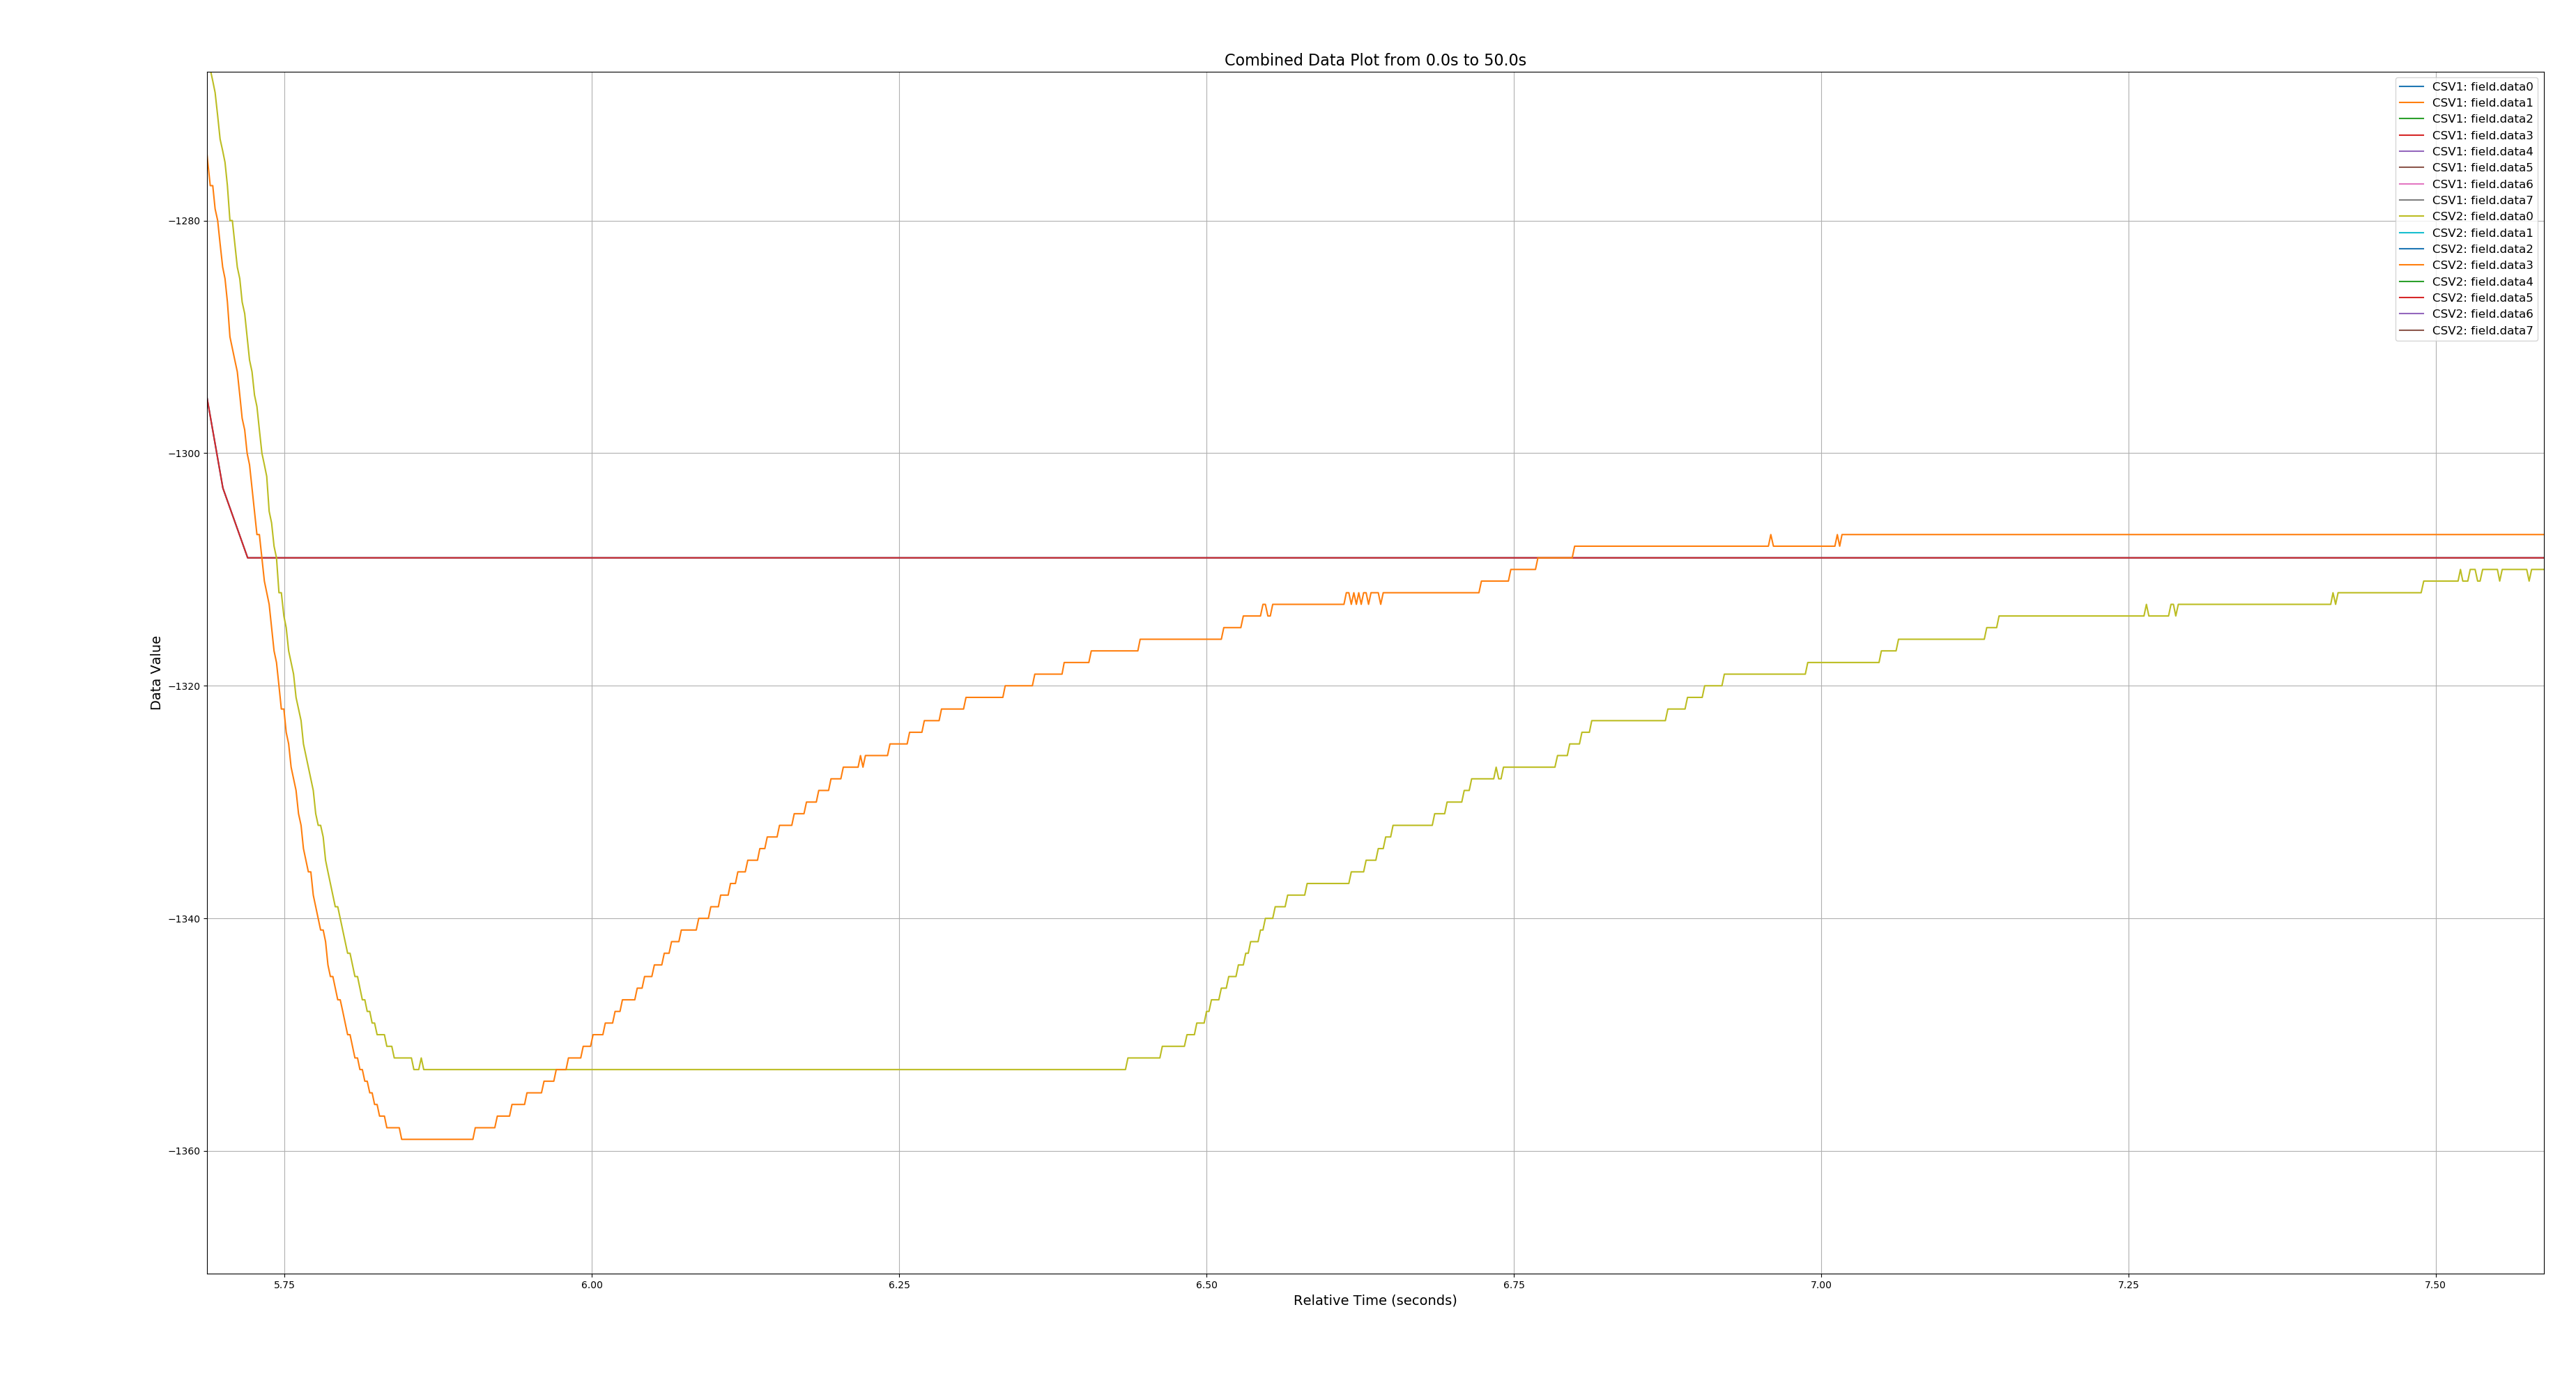 Combined Data Plot from 0.0s to 50.0s
CSV1: field.data0
CSV1: field.data1
CSV1: field.data2
CSV1: field.data3
CSV1: field.data4
CSV1: field.data5
CSV1: field.data6
CSV1: field.data7
CSV2: field.data0
CSV2: field.data1
CSV2: field.data2
CSV2: field.data3
CSV2: field.data4
CSV2: field.data5
CSV2: field.data6
CSV2: field.data7
−1280
−1300
−1320
−1340
−1360
Data Value
5.75 6.00 6.25 6.50 6.75 7.00 7.25 7.50
Relative Time (seconds)